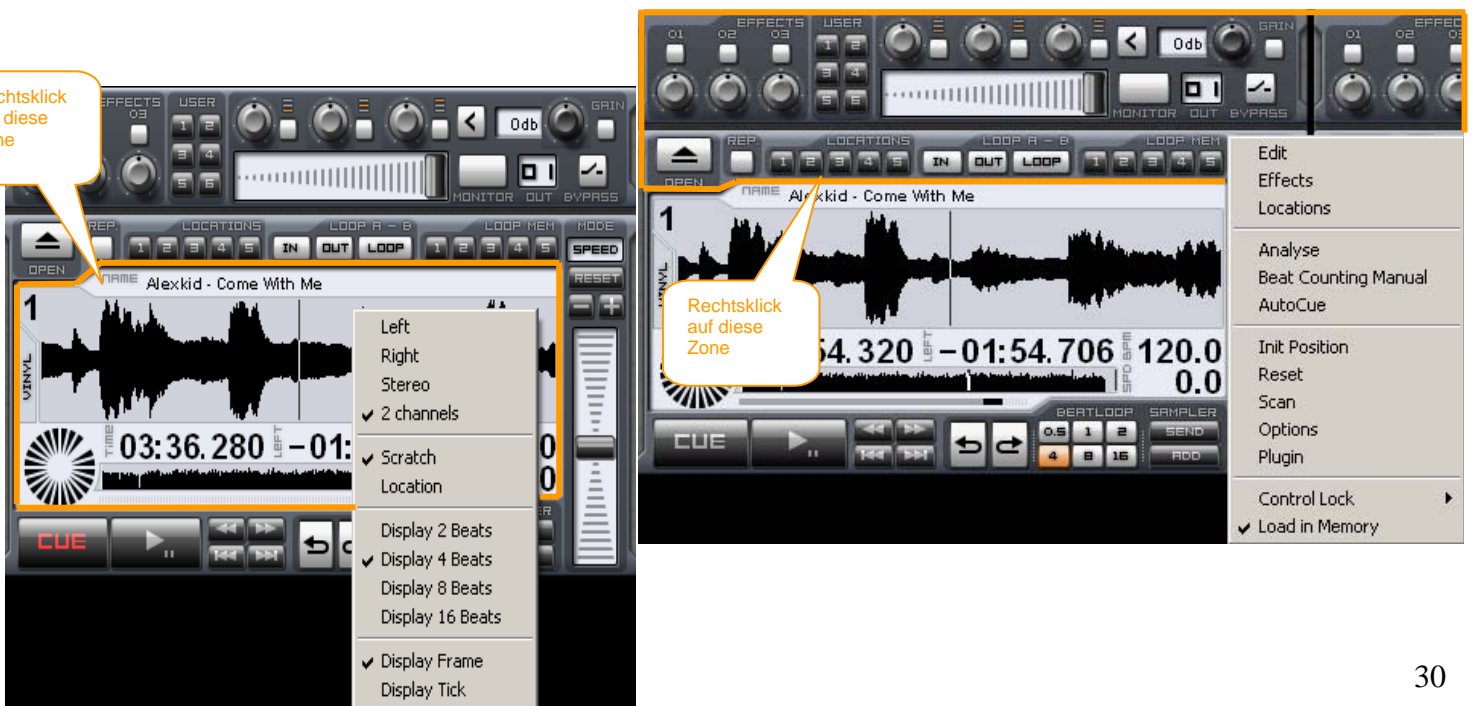 EFFECTS USER
03
1 2
3 4
5 6
0db
GAIN
MONITOR OUT BYPASS
REP. LOCATIONS LOOP A - B LOOP MEM MODE
1 2 3 4 5 IN OUT LOOP 1 2 3 4 5 SPEED
OPEN
RESET
NAME Alexkid - Come With Me
1
VINYL
TIME 03:36.280 LEFT -01:
CUE
Left
Right
Stereo
2 channels
Scratch
Location
Display 2 Beats
Display 4 Beats
Display 8 Beats
Display 16 Beats
Display Frame
Display Tick
EFFECTS USER
01 02 03
1 2
3 4
5 6
0db
GAIN
MONITOR OUT BYPASS
01 02
REP. LOCATIONS LOOP A - B LOOP MEM
1 2 3 4 5 IN OUT LOOP 1 2 3 4 5
OPEN
NAME
Come With Me
1
Rechtsklick
auf diese
Zone
54.320 LEFT -01:54.706 SPD BPM 120.0
0.0
BEATLOOP SAMPLER
CUE
0.5 1 2 SEND
4 8 16 ADD
Edit
Effects
Locations
Analyse
Beat Counting Manual
AutoCue
Init Position
Reset
Scan
Options
Plugin
Control Lock
Load in Memory
30